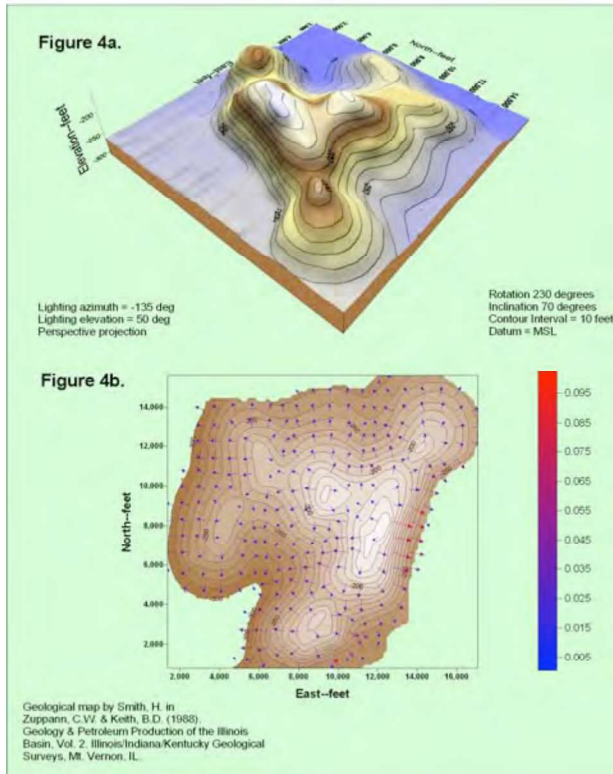 Figure 4a.
North--feet
East--feet
Elevation--feet
-200
-250
-300
Lighting azimuth = -135 deg
Lighting elevation = 50 deg
Perspective projection
Rotation 230 degrees
Inclination 70 degrees
Contour Interval = 10 feet
Datum = MSL
Figure 4b.
North--feet
14,000
12,000
10,000
8,000
6,000
4,000
2,000
2,000 4,000 6,000 8,000 10,000 12,000 14,000 16,000
East--feet
0.095
0.085
0.075
0.065
0.055
0.045
0.035
0.025
0.015
0.005
Geological map by Smith, H. in
Zuppann, C.W. & Keith, B.D. (1988).
Geology & Petroleum Production of the Illinois
Basin, Vol. 2. Illinois/Indiana/Kentucky Geological
Surveys, Mt. Vernon, IL.